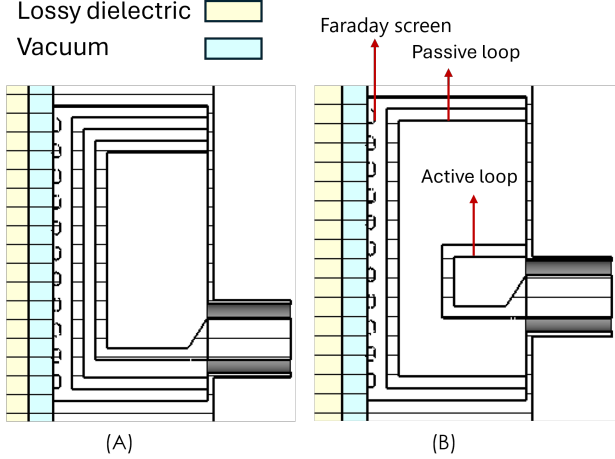 Lossy dielectric
Vacuum
Faraday screen
Passive loop
Active loop
(A)
(B)